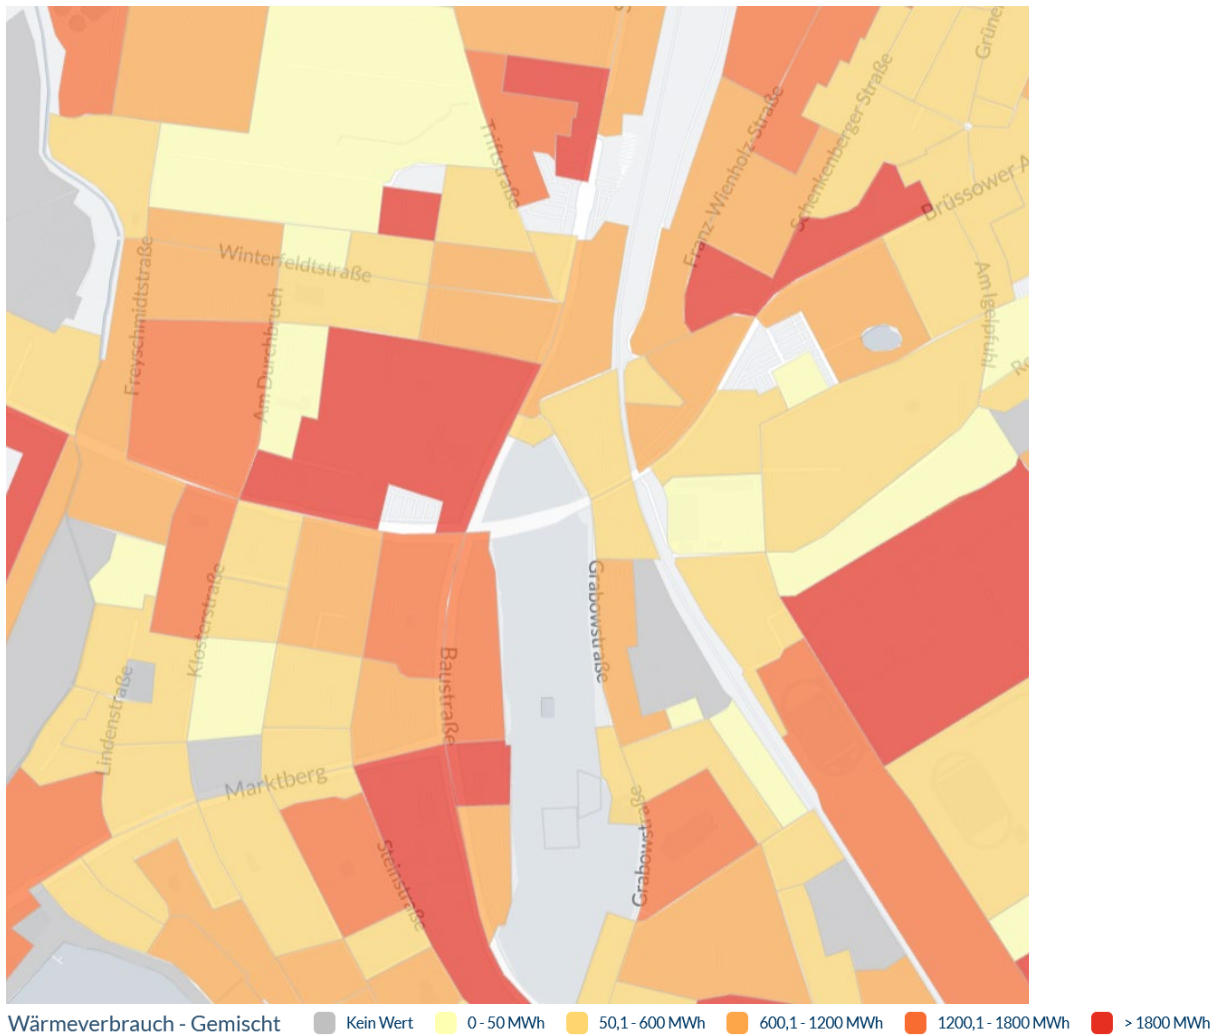 Grüne
Triftstraße
Franz-Wienholz-Straße
Schenkenberger Straße
Brüssower A
Winterfeldtstraße
Freyschmidtstraße
Am Durchbruch
Am Igelpfuhl
Re
Klosterstraße
Grabowstraße
Baustraße
Lindenstraße
Marktberg
Steinstraße
Grabowstraße
Wärmeverbrauch - Gemischt Kein Wert 0 - 50 MWh 50,1 - 600 MWh 600,1 - 1200 MWh 1200,1 - 1800 MWh > 1800 MWh